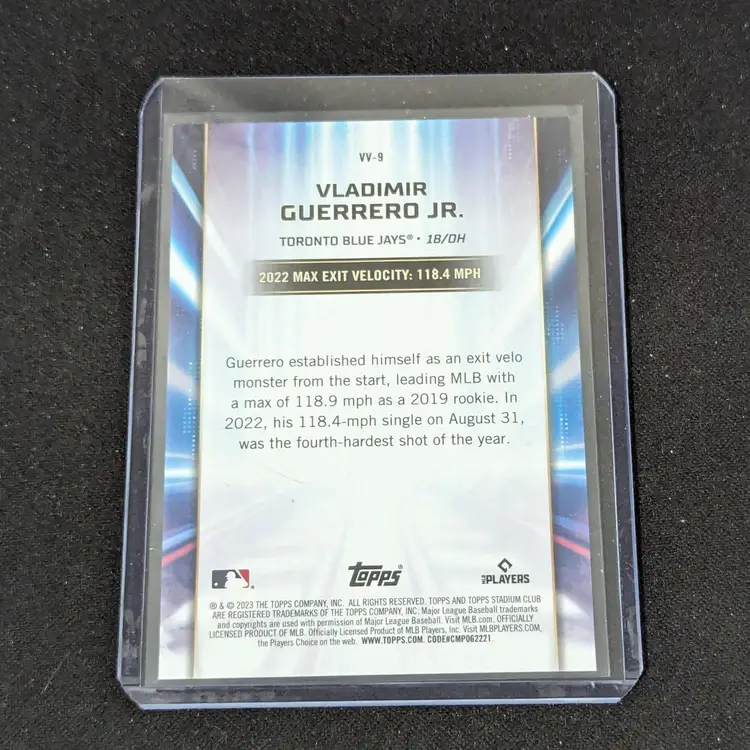 VV-9
VLADIMIR
GUERRERO JR.
TORONTO BLUE JAYS® • 1B/DH
2022 MAX EXIT VELOCITY: 118.4 MPH
Guerrero established himself as an exit velo
monster from the start, leading MLB with
a max of 118.9 mph as a 2019 rookie. In
2022, his 118.4-mph single on August 31,
was the fourth-hardest shot of the year.
Topps® PLAYERS
® & © 2023 THE TOPPS COMPANY, INC. ALL RIGHTS RESERVED. TOPPS AND TOPPS STADIUM CLUB
ARE REGISTERED TRADEMARKS OF THE TOPPS COMPANY, INC. Major League Baseball trademarks
and copyrights are used with permission of Major League Baseball. Visit MLB.com. OFFICIALLY
LICENSED PRODUCT OF MLB. Officially Licensed Product of MLB Players, Inc. Visit MLBPLAYERS.COM,
the Players Choice on the web. WWW.TOPPS.COM. CODE#CMP062221